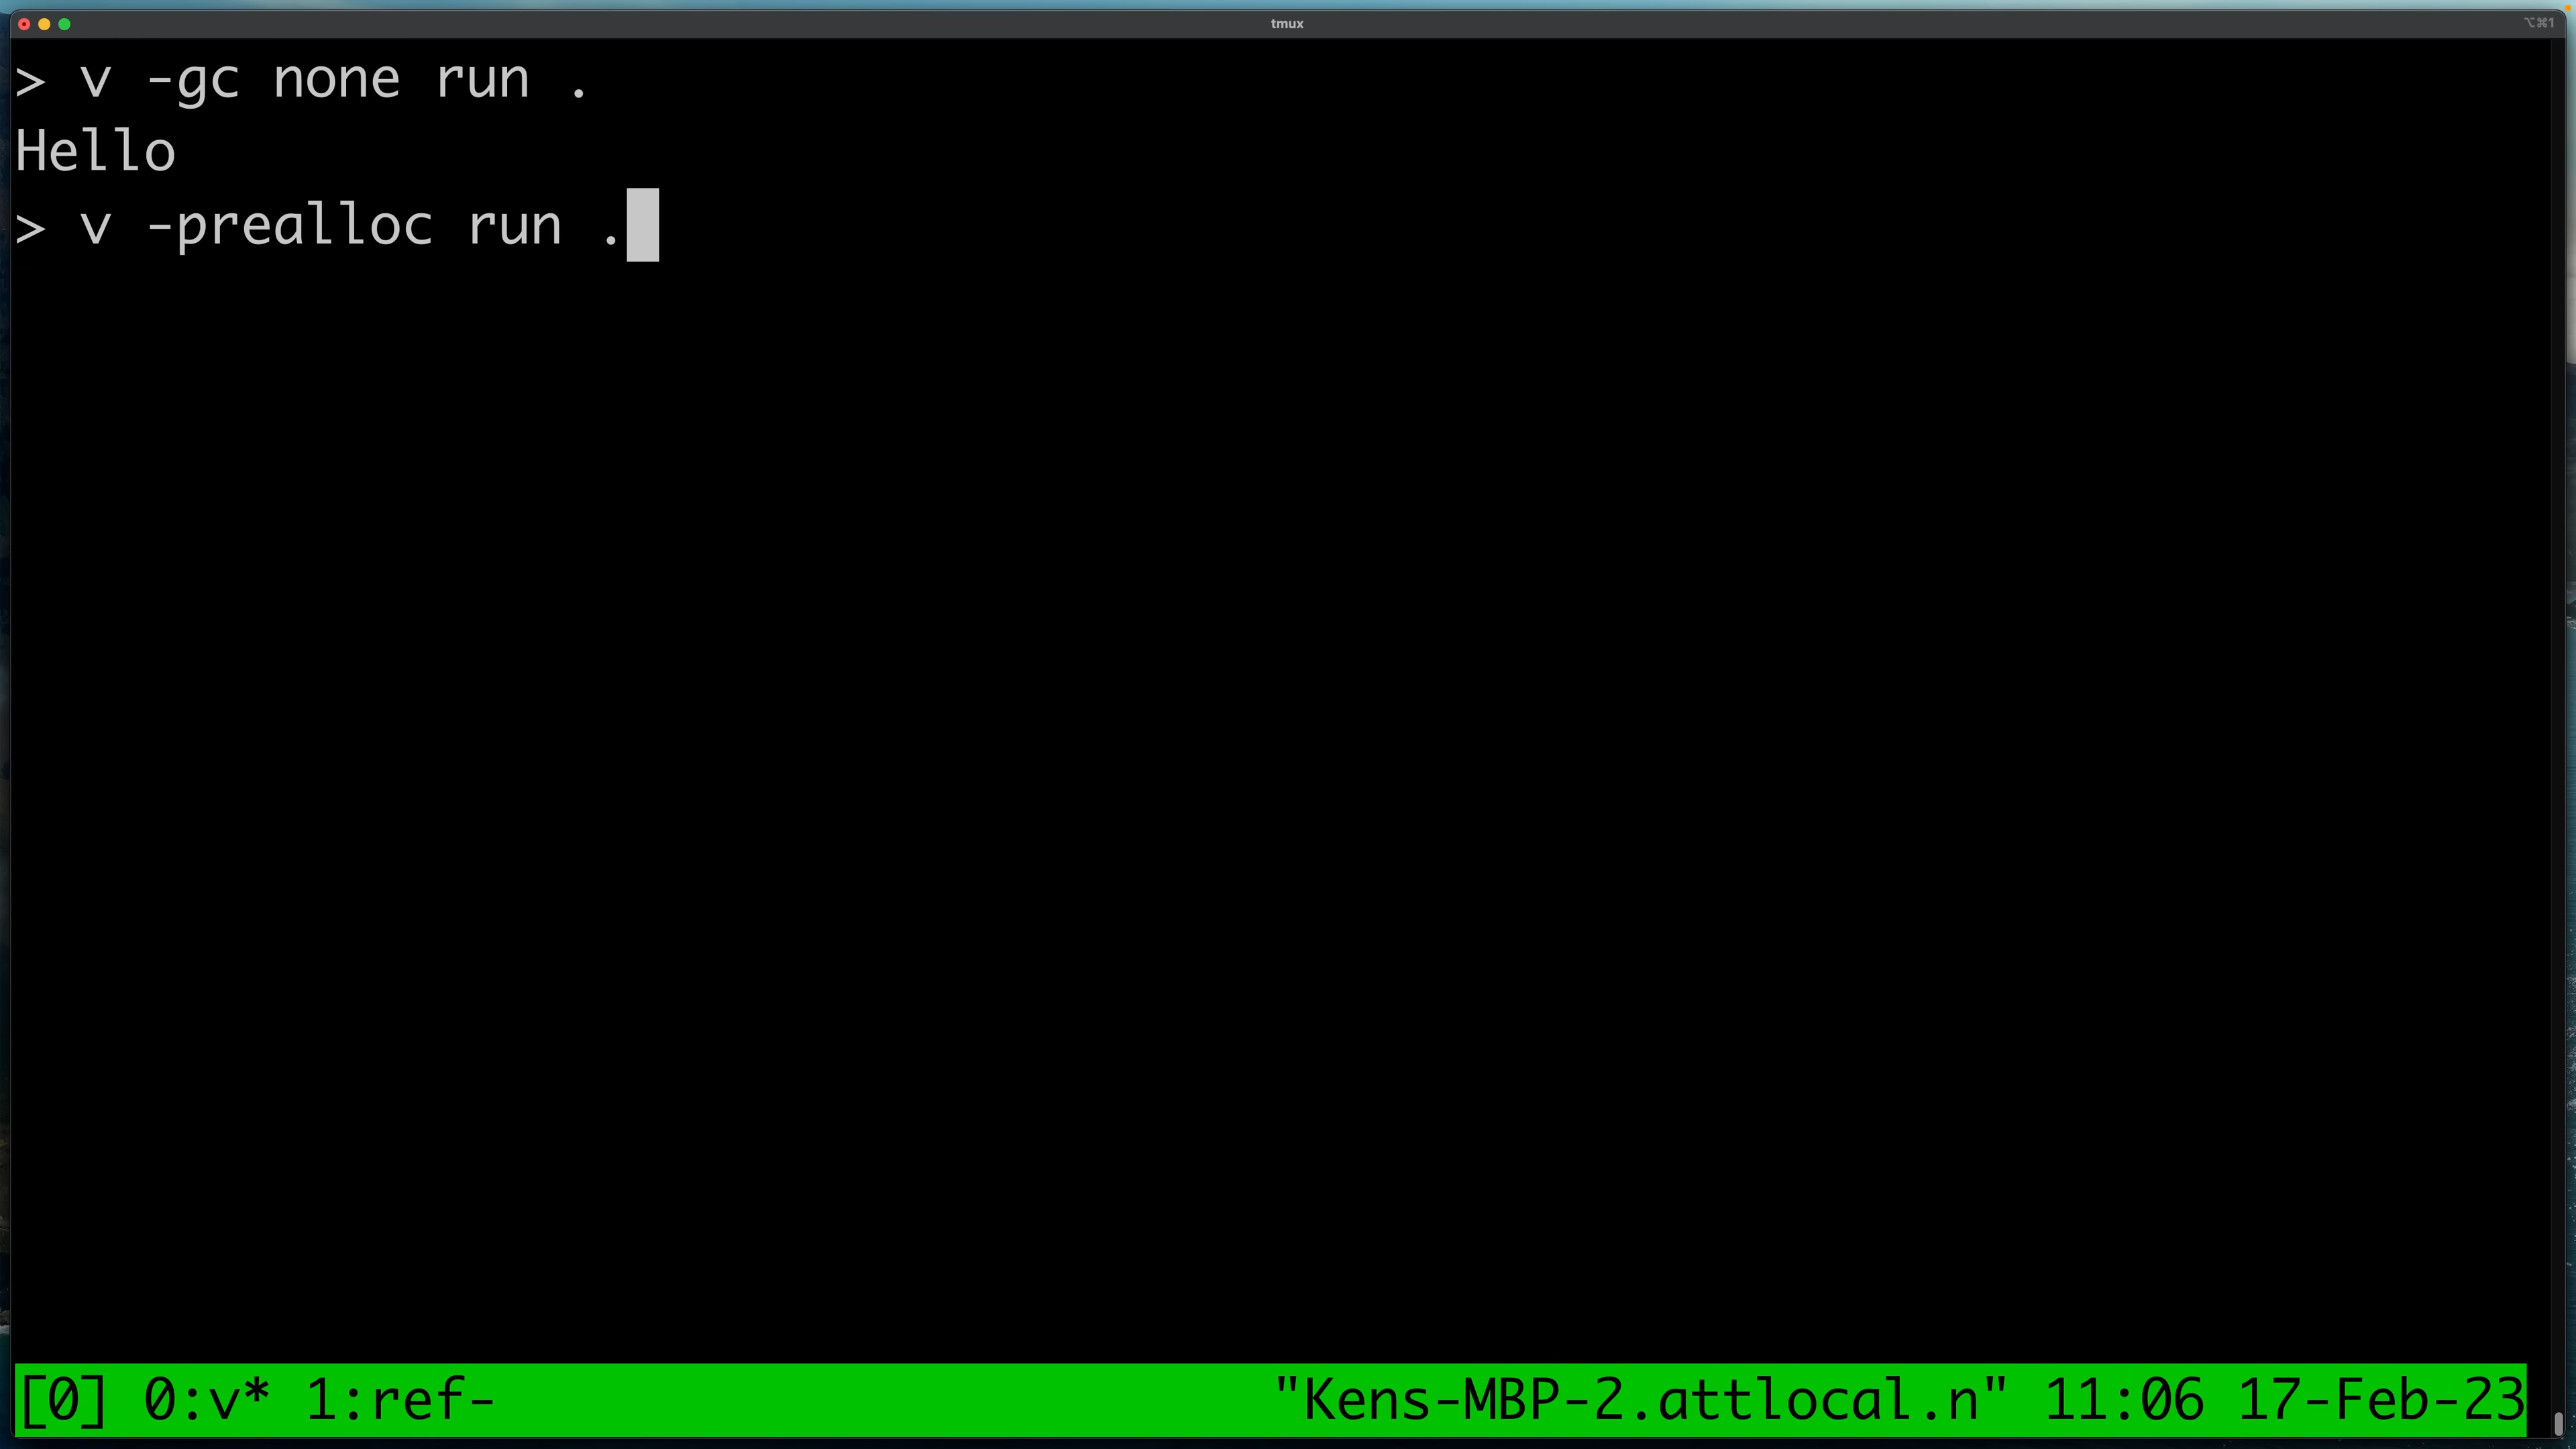 tmux
⌥⌘1
> v -gc none run .
Hello
> v -prealloc run .
[0] 0:v* 1:ref- "Kens-MBP-2.attlocal.n" 11:06 17-Feb-23